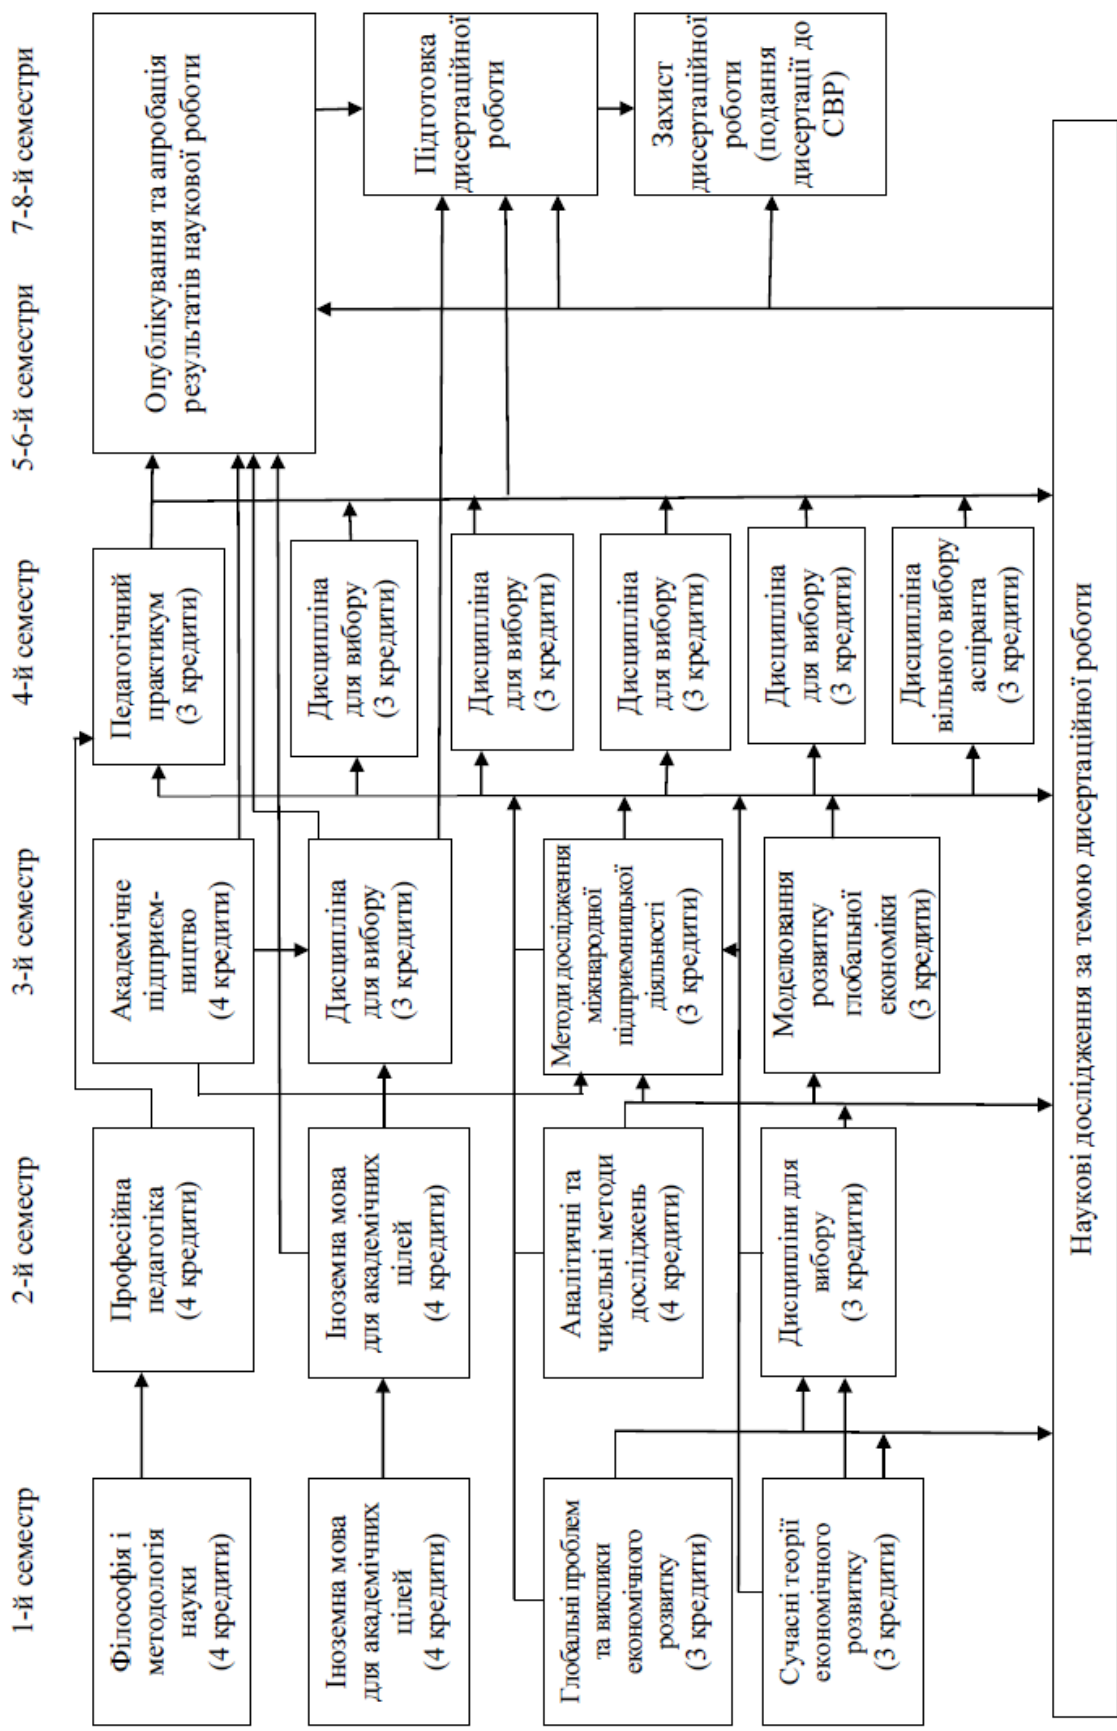 1-й семестр
2-й семестр
3-й семестр
4-й семестр
5-6-й семестри
7-8-й семестри
Філософія і
методологія
науки
(4 кредити)
Професійна
педагогіка
(4 кредити)
Академічне
підприєм-
ництво
(4 кредити)
Педагогічний
практикум
(3 кредити)
Опублікування та апробація
результатів наукової роботи
Іноземна мова
для академічних
цілей
(4 кредити)
Іноземна мова
для академічних
цілей
(4 кредити)
Дисципліна
для вибору
(3 кредити)
Дисципліна
для вибору
(3 кредити)
Підготовка
дисертаційної
роботи
Глобальні проблем
та виклики
економічного
розвитку
(3 кредити)
Аналітичні та
чисельні методи
досліджень
(4 кредити)
Методи дослідження
міжнародної
підприємницької
діяльності
(3 кредити)
Дисципліна
для вибору
(3 кредити)
Дисципліна
для вибору
(3 кредити)
Захист
дисертаційної
роботи
(подання
дисертації до
СВР)
Сучасні теорії
економічного
розвитку
(3 кредити)
Дисципліни для
вибору
(3 кредити)
Моделювання
розвитку
глобальної
економіки
(3 кредити)
Дисципліна
для вибору
(3 кредити)
Дисципліна
вільного вибору
аспіранта
(3 кредити)
Наукові дослідження за темою дисертаційної роботи